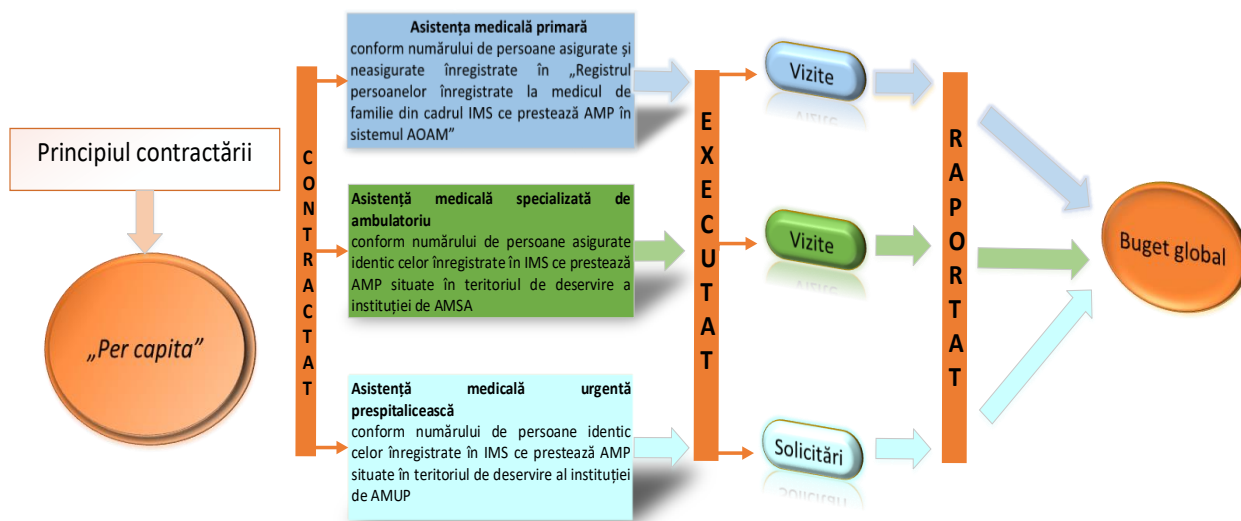 Principiul contractării
„Per capita”
CONTRACTAT
Asistența medicală primară
conform numărului de persoane asigurate și
neasigurate înregistrate în „Registrul
persoanelor înregistrate la medicul de
familie din cadrul IMS ce prestează AMP în
sistemul AOAM”
Asistență medicală specializată de
ambulatoriu
conform numărului de persoane asigurate
identic celor înregistrate în IMS ce prestează
AMP situate în teritoriul de deservire a
instituției de AMSA
Asistență medicală urgentă
prespitalicească
conform numărului de persoane identic
celor înregistrate în IMS ce prestează AMP
situate în teritoriul de deservire al instituției
de AMUP
EXECUTAT
Vizite
Vizite
Solicitări
RAPORTAT
Buget global